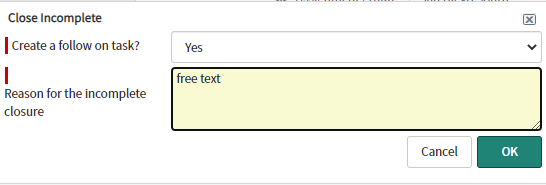 Close Incomplete
Create a follow on task?
Yes
Reason for the incomplete
closure
free text
Cancel
OK